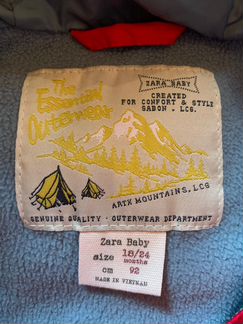 The
Essential
Outerwear
ZARA BABY
CREATED
FOR COMFORT & STYLE
SABON . LCG.
ARTX MOUNTAINS, LCG
GENUINE QUALITY · OUTERWEAR DEPARTMENT
Zara Baby
size 18/24
months
cm 92
MADE IN VIETNAM